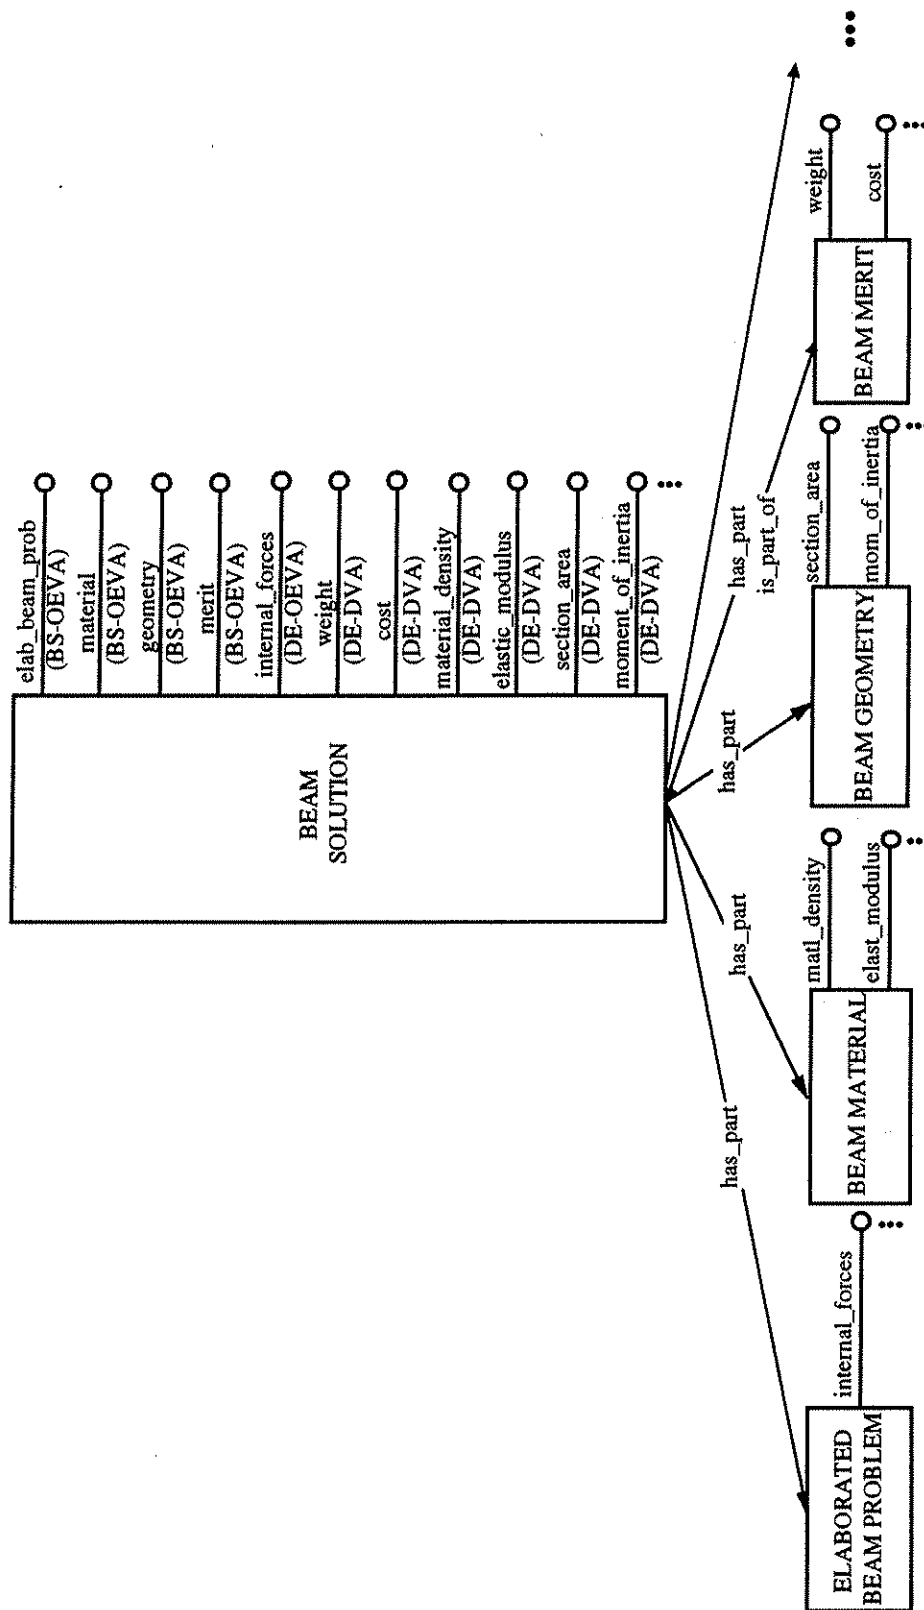 BEAM
SOLUTION
elab_beam_prob
(BS-OEVA)
material
(BS-OEVA)
geometry
(BS-OEVA)
merit
(BS-OEVA)
internal_forces
(DE-OEVA)
weight
(DE-DVA)
cost
(DE-DVA)
material_density
(DE-DVA)
elastic_modulus
(DE-DVA)
section_area
(DE-DVA)
moment_of_inertia
(DE-DVA)
...
has_part
has_part
has_part
has_part
is_part_of
...
ELABORATED
BEAM PROBLEM
internal_forces
...
BEAM MATERIAL
matl_density
elast_modulus
...
BEAM GEOMETRY
section_area
mom_of_inertia
...
BEAM MERIT
weight
cost
...